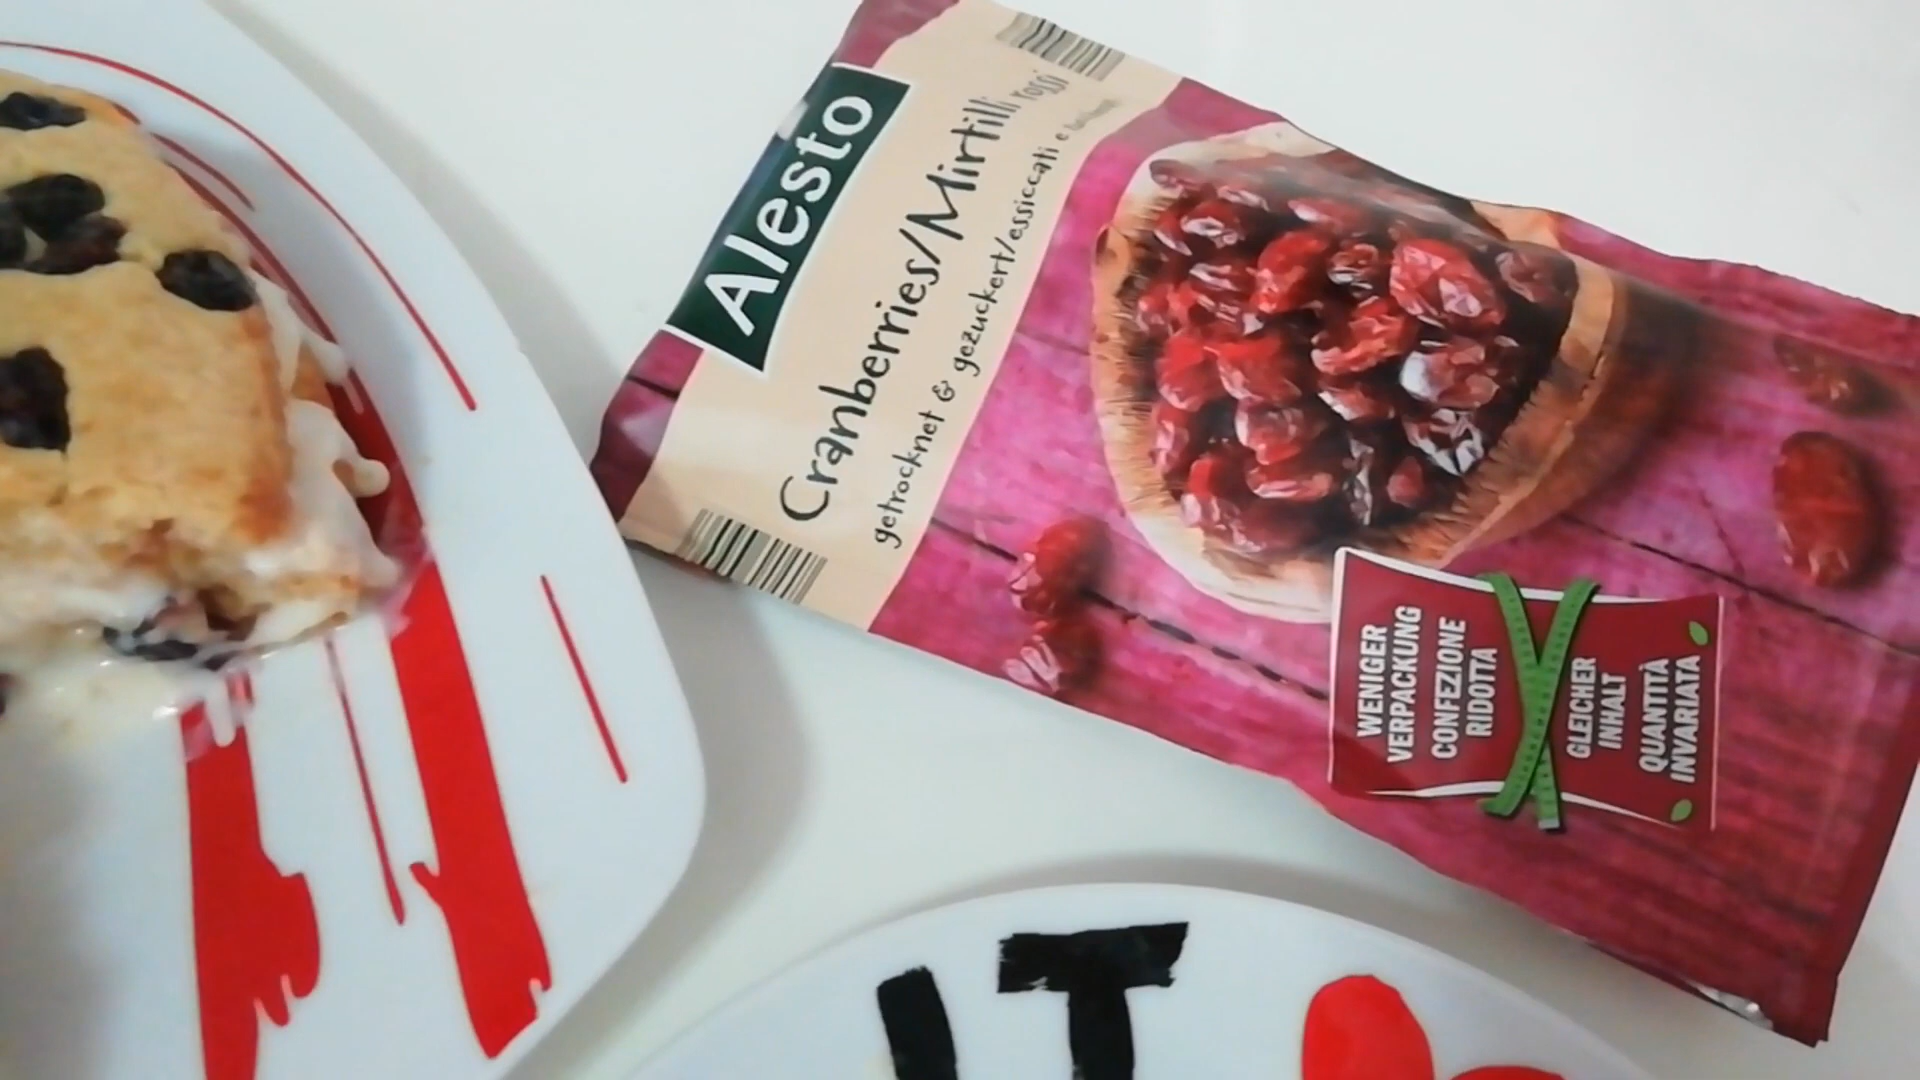 Alesto
Cranberries/Mirtilli rossi
getrocknet & gezuckert/essiccati e
WENIGER
VERPACKUNG
CONFEZIONE
RIDOTTA
GLEICHER
INHALT
QUANTITÀ
INVARIATA
IT